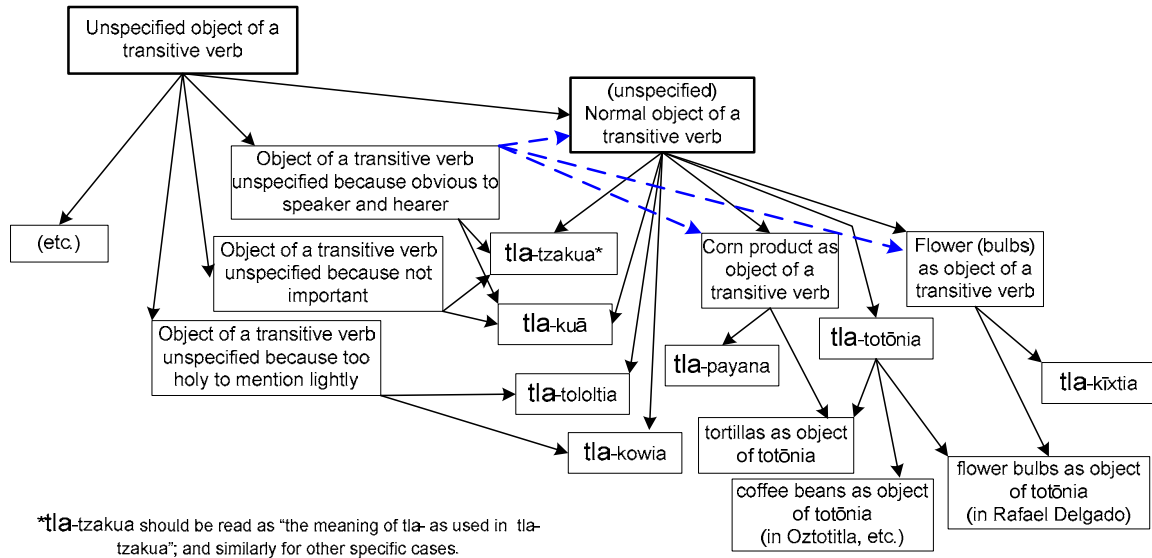 Unspecified object of a
transitive verb
(unspecified)
Normal object of a
transitive verb
Object of a transitive verb
unspecified because obvious to
speaker and hearer
(etc.)
Object of a transitive verb
unspecified because not
important
tla-tzakua*
Corn product as
object of a
transitive verb
Flower (bulbs)
as object of a
transitive verb
Object of a transitive verb
unspecified because too
holy to mention lightly
tla-kuā
tla-totōnia
tla-payana
tla-kīxtia
tla-tololtia
tla-kowia
tortillas as object
of totōnia
coffee beans as object
of totōnia
(in Oztotitla, etc.)
flower bulbs as object
of totōnia
(in Rafael Delgado)
*tla-tzakua should be read as “the meaning of tla- as used in tla-
tzakua”; and similarly for other specific cases.